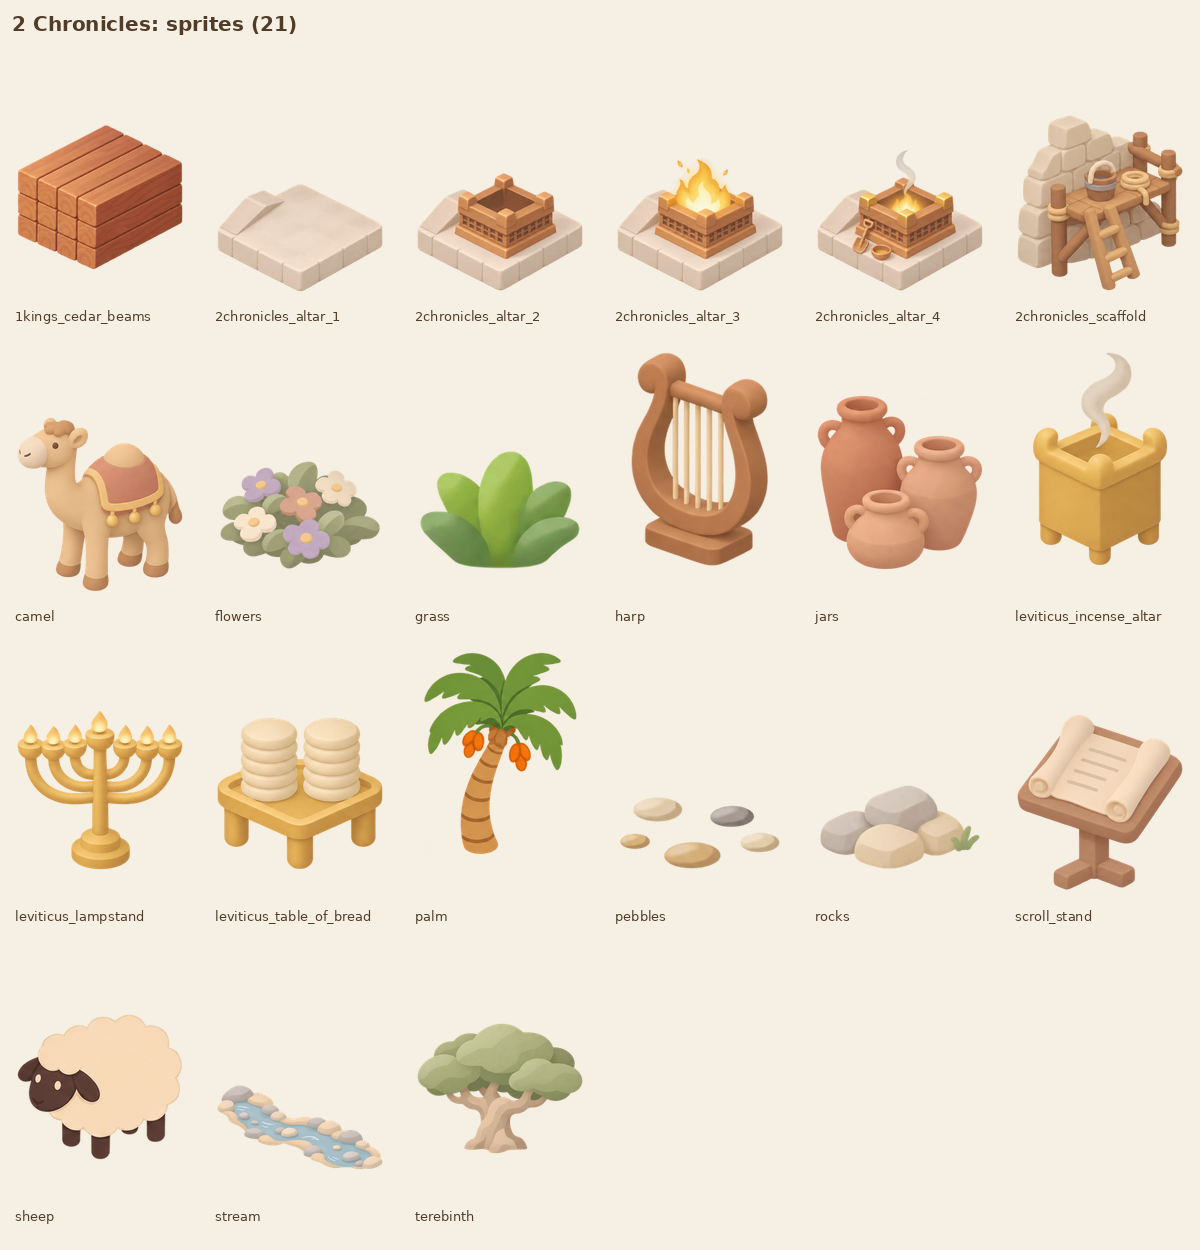 2 Chronicles: sprites (21)
1kings_cedar_beams
2chronicles_altar_1
2chronicles_altar_2
2chronicles_altar_3
2chronicles_altar_4
2chronicles_scaffold
camel
flowers
grass
harp
jars
leviticus_incense_altar
leviticus_lampstand
leviticus_table_of_bread
palm
pebbles
rocks
scroll_stand
sheep
stream
terebinth